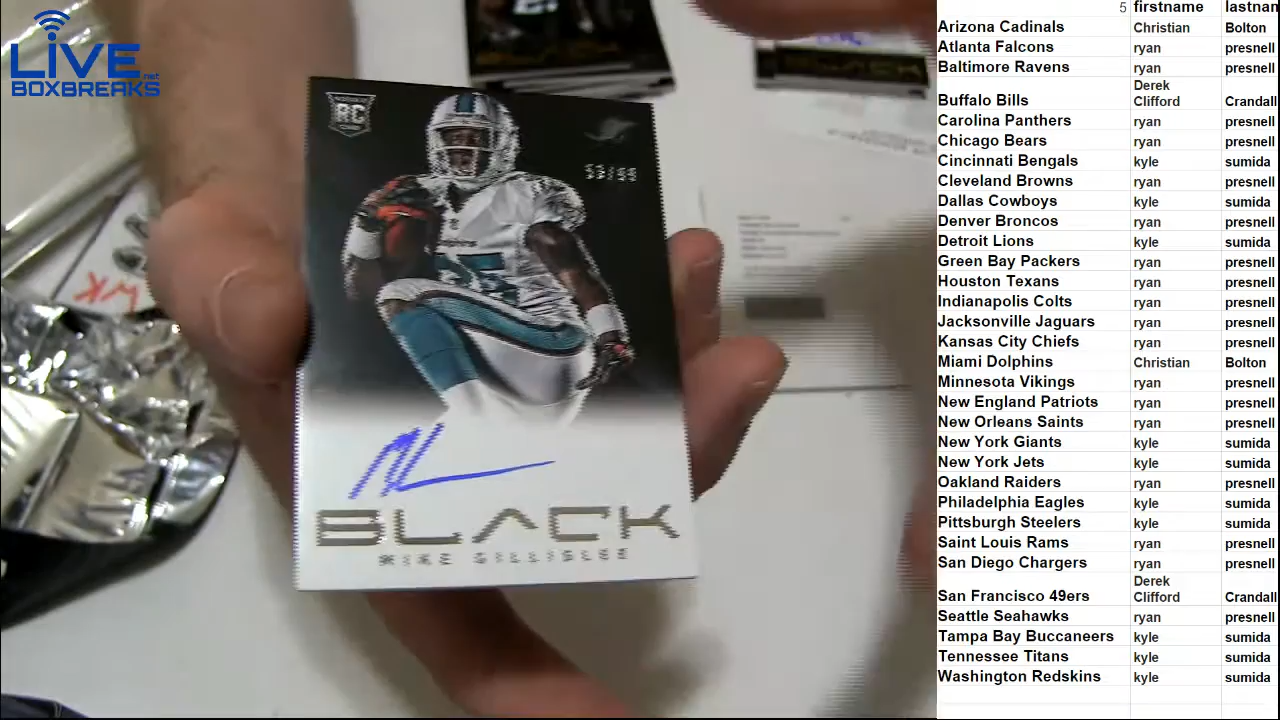 LIVE.net
BOXBREAKS
RC
53/99
BLACK
MIKE GILLISLEE
5 firstname lastnam
Arizona Cadinals Christian Bolton
Atlanta Falcons ryan presnell
Baltimore Ravens ryan presnell
Buffalo Bills Derek Clifford Crandall
Carolina Panthers ryan presnell
Chicago Bears ryan presnell
Cincinnati Bengals kyle sumida
Cleveland Browns ryan presnell
Dallas Cowboys kyle sumida
Denver Broncos ryan presnell
Detroit Lions kyle sumida
Green Bay Packers ryan presnell
Houston Texans ryan presnell
Indianapolis Colts ryan presnell
Jacksonville Jaguars ryan presnell
Kansas City Chiefs ryan presnell
Miami Dolphins Christian Bolton
Minnesota Vikings ryan presnell
New England Patriots ryan presnell
New Orleans Saints ryan presnell
New York Giants kyle sumida
New York Jets kyle sumida
Oakland Raiders ryan presnell
Philadelphia Eagles kyle sumida
Pittsburgh Steelers kyle sumida
Saint Louis Rams ryan presnell
San Diego Chargers ryan presnell
San Francisco 49ers Derek Clifford Crandall
Seattle Seahawks ryan presnell
Tampa Bay Buccaneers kyle sumida
Tennessee Titans kyle sumida
Washington Redskins kyle sumida